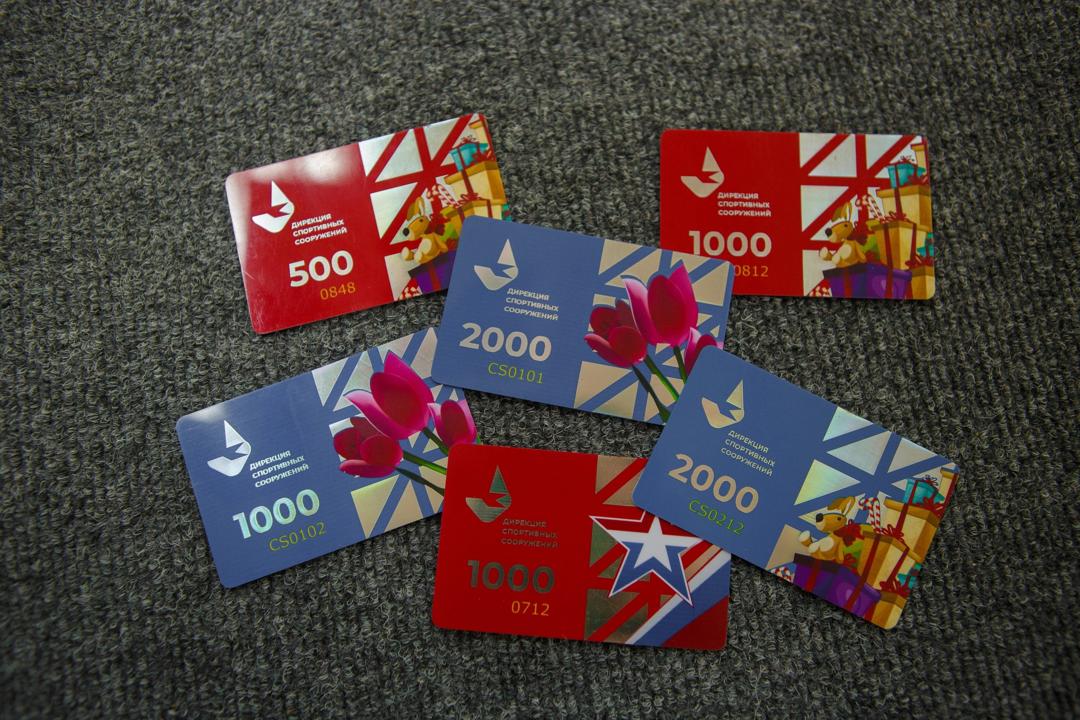 ДИРЕКЦИЯ
СПОРТИВНЫХ
СООРУЖЕНИЙ
500
0848
ДИРЕКЦИЯ
СПОРТИВНЫХ
СООРУЖЕНИЙ
1000
0812
ДИРЕКЦИЯ
СПОРТИВНЫХ
СООРУЖЕНИЙ
2000
CS0101
ДИРЕКЦИЯ
СПОРТИВНЫХ
СООРУЖЕНИЙ
1000
CS0102
ДИРЕКЦИЯ
СПОРТИВНЫХ
СООРУЖЕНИЙ
2000
CS0212
ДИРЕКЦИЯ
СПОРТИВНЫХ
СООРУЖЕНИЙ
1000
0712